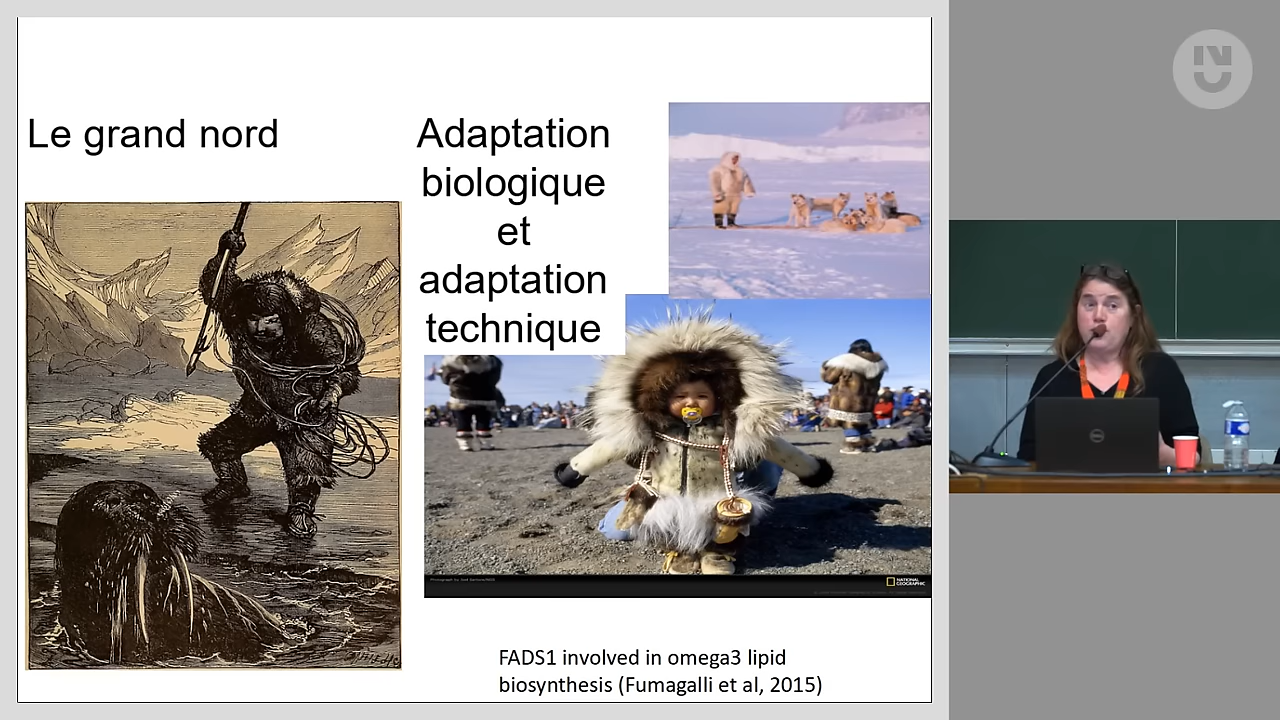 Le grand nord
Adaptation
biologique
et
adaptation
technique
NATIONAL
GEOGRAPHIC
FADS1 involved in omega3 lipid
biosynthesis (Fumagalli et al, 2015)
DELL